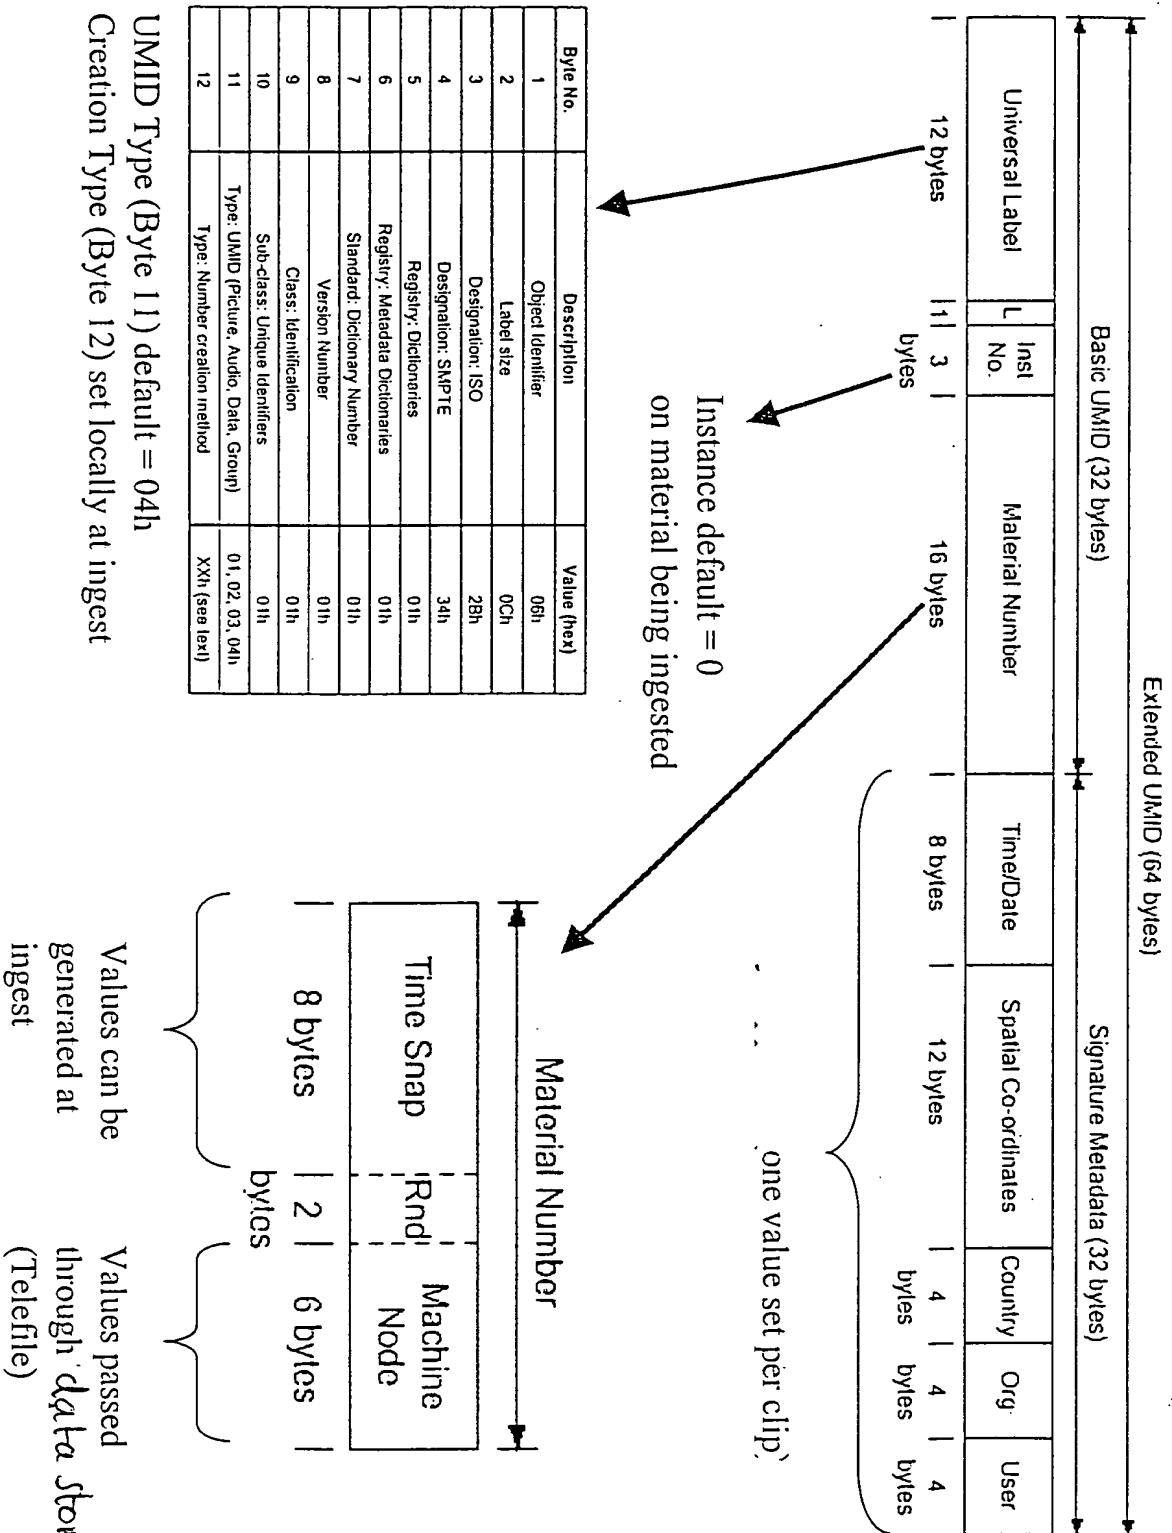 Extended UMID (64 bytes)
Basic UMID (32 bytes)
Signature Metadata (32 bytes)
Universal Label
L
Inst No.
Material Number
Time/Date
Spatial Co-ordinates
Country
Org
User
12 bytes
1
3 bytes
16 bytes
8 bytes
12 bytes
4 bytes
4 bytes
4 bytes
Instance default = 0
on material being ingested
one value set per clip
Byte No. Description Value (hex)
1 Object Identifier 06h
2 Label size 0Ch
3 Designation: ISO 2Bh
4 Designation: SMPTE 34h
5 Registry: Dictionaries 01h
6 Registry: Metadata Dictionaries 01h
7 Standard: Dictionary Number 01h
8 Version Number 01h
9 Class: Identification 01h
10 Sub-class: Unique Identifiers 01h
11 Type: UMID (Picture, Audio, Data, Group) 01, 02, 03, 04h
12 Type: Number creation method XXh (see text)
UMID Type (Byte 11) default = 04h
Creation Type (Byte 12) set locally at ingest
Material Number
Time Snap
Rnd
Machine
Node
8 bytes
2
bytes
6 bytes
Values can be
generated at
ingest
Values passed
through data stor
(Telefile)